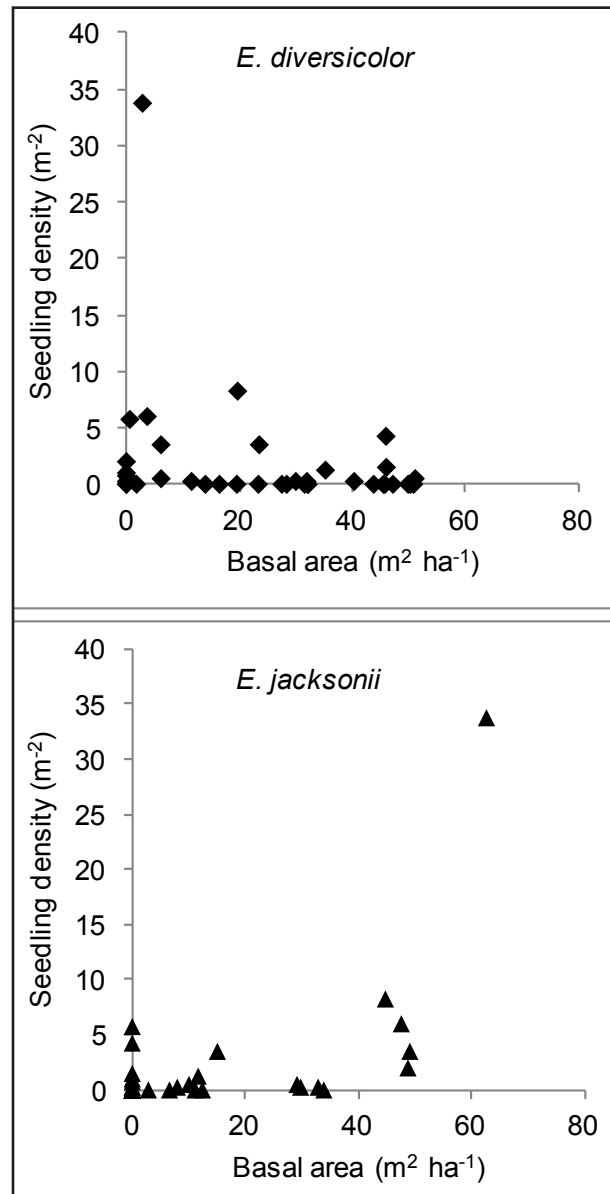 E. diversicolor
40
35
30
25
20
15
10
5
0
Seedling density (m⁻²)
0 20 40 60 80
Basal area (m² ha⁻¹)
E. jacksonii
40
35
30
25
20
15
10
5
0
Seedling density (m⁻²)
0 20 40 60 80
Basal area (m² ha⁻¹)